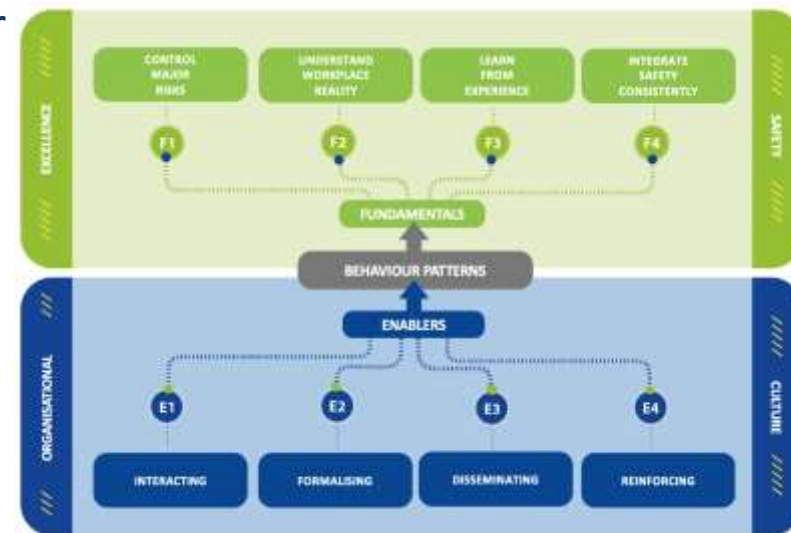 CONTROL
MAJOR
RISKS
UNDERSTAND
WORKPLACE
REALITY
LEARN
FROM
EXPERIENCE
INTEGRATE
SAFETY
CONSISTENTLY
EXCELLENCE
SAFETY
F1
F2
F3
F4
FUNDAMENTALS
BEHAVIOUR PATTERNS
ENABLERS
ORGANISATIONAL
CULTURE
E1
E2
E3
E4
INTERACTING
FORMALISING
DISSEMINATING
REINFORCING